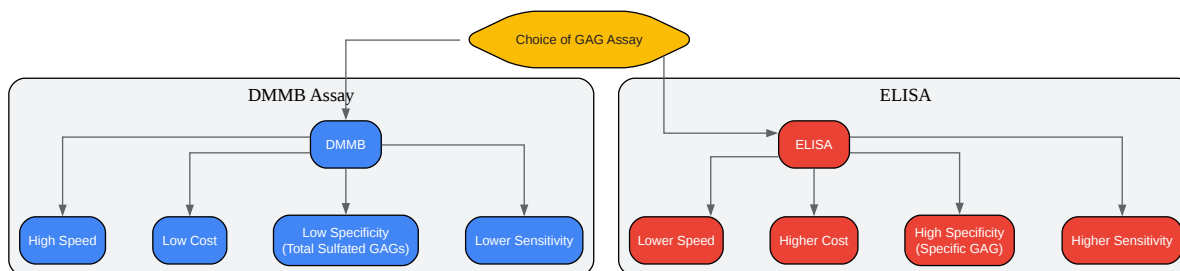 Choice of GAG Assay
DMMB Assay
DMMB
High Speed
Low Cost
Low Specificity
(Total Sulfated GAGs)
Lower Sensitivity
ELISA
ELISA
Lower Speed
Higher Cost
High Specificity
(Specific GAG)
Higher Sensitivity